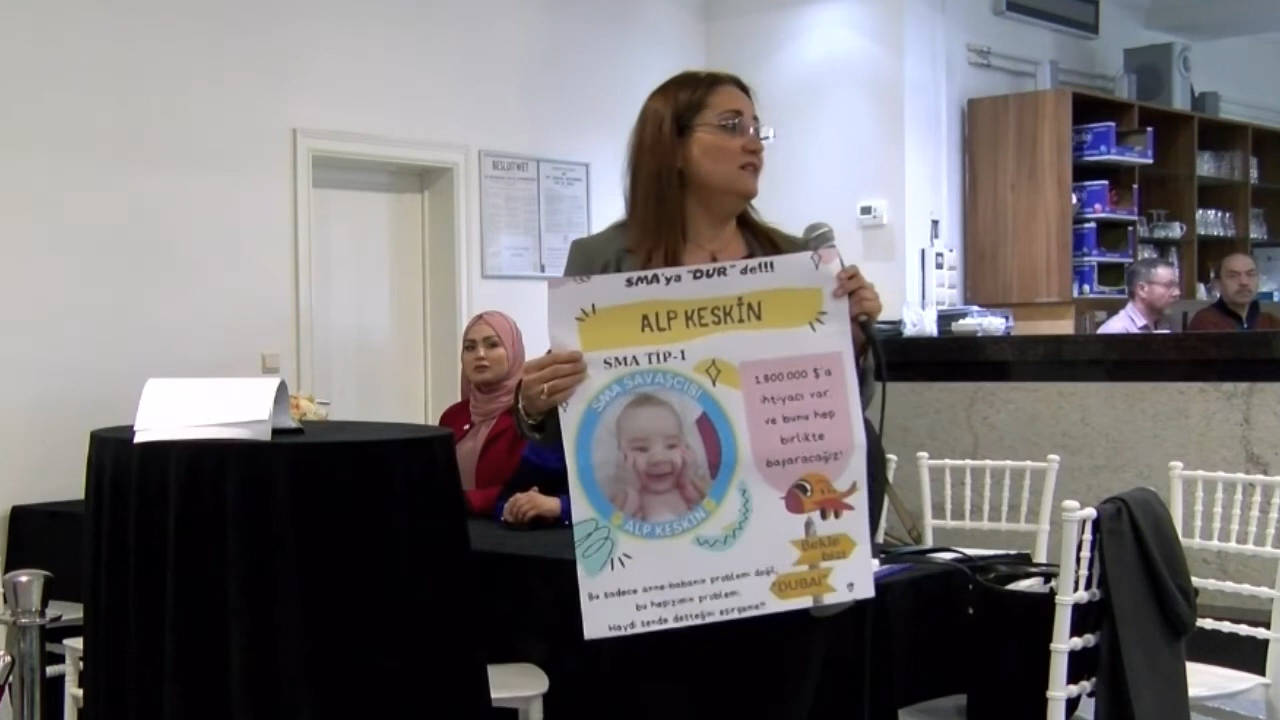 BESLUITWET
SMA'ya "DUR" de!!!
ALP KESKİN
SMA TİP-1
SMA SAVAŞÇISI
ALP KESKİN
1.800.000 $'a
ihtiyacı var.
ve bunu hep
birlikte
başaracağız!
Bekle
bizi
"DUBAI"
Bu sadece anne-babanın problemi değil,
bu hepizimin problemi.
Haydi sende desteğini esirgeme!!